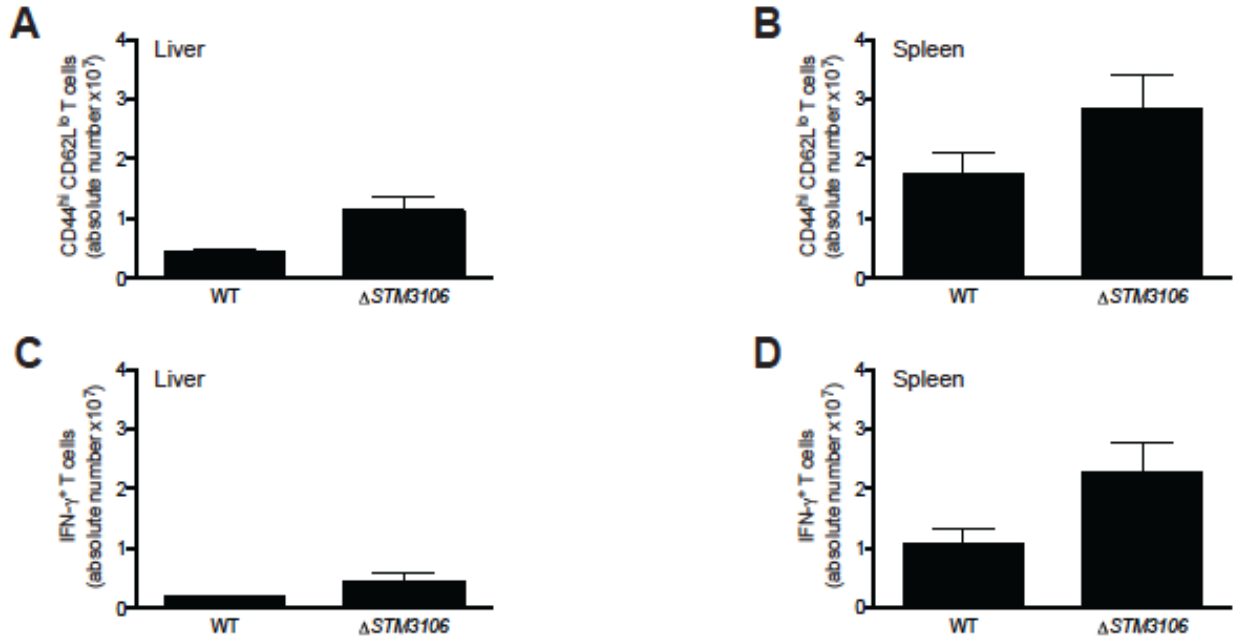 A
Liver
CD44ʰⁱ CD62Lˡᵒ T cells
(absolute number x10⁷)
4
3
2
1
0
WT
ΔSTM3106
B
Spleen
CD44ʰⁱ CD62Lˡᵒ T cells
(absolute number x10⁷)
4
3
2
1
0
WT
ΔSTM3106
C
Liver
IFN-γ⁺ T cells
(absolute number x10⁷)
4
3
2
1
0
WT
ΔSTM3106
D
Spleen
IFN-γ⁺ T cells
(absolute number x10⁷)
4
3
2
1
0
WT
ΔSTM3106